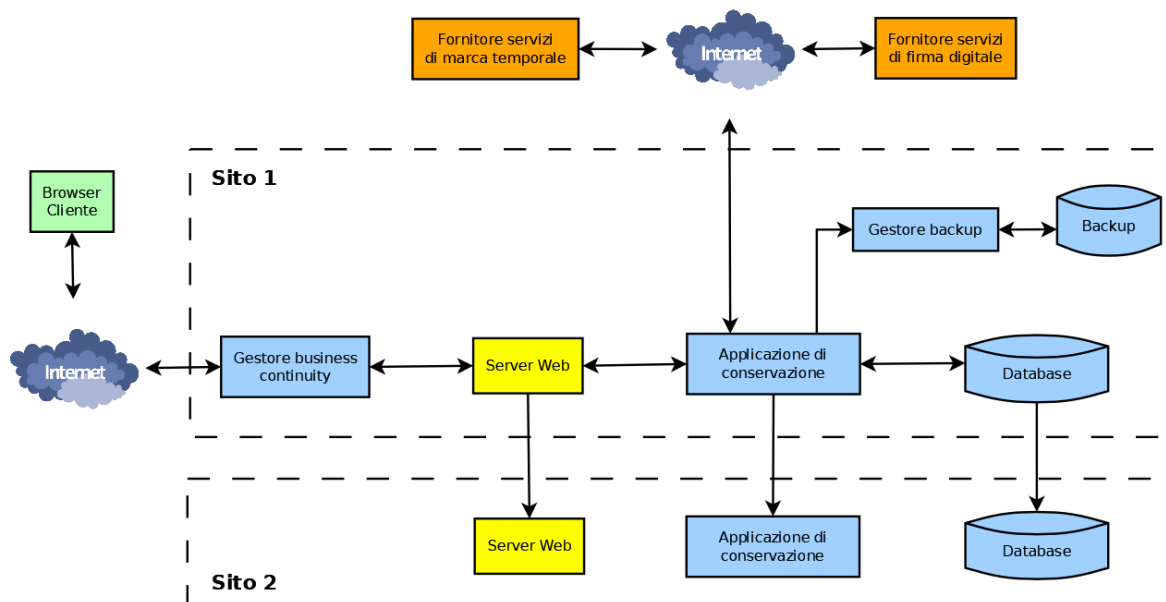 Fornitore servizi
di marca temporale
Internet
Fornitore servizi
di firma digitale
Sito 1
Browser
Cliente
Gestore backup
Backup
Internet
Gestore business
continuity
Server Web
Applicazione di
conservazione
Database
Server Web
Applicazione di
conservazione
Database
Sito 2